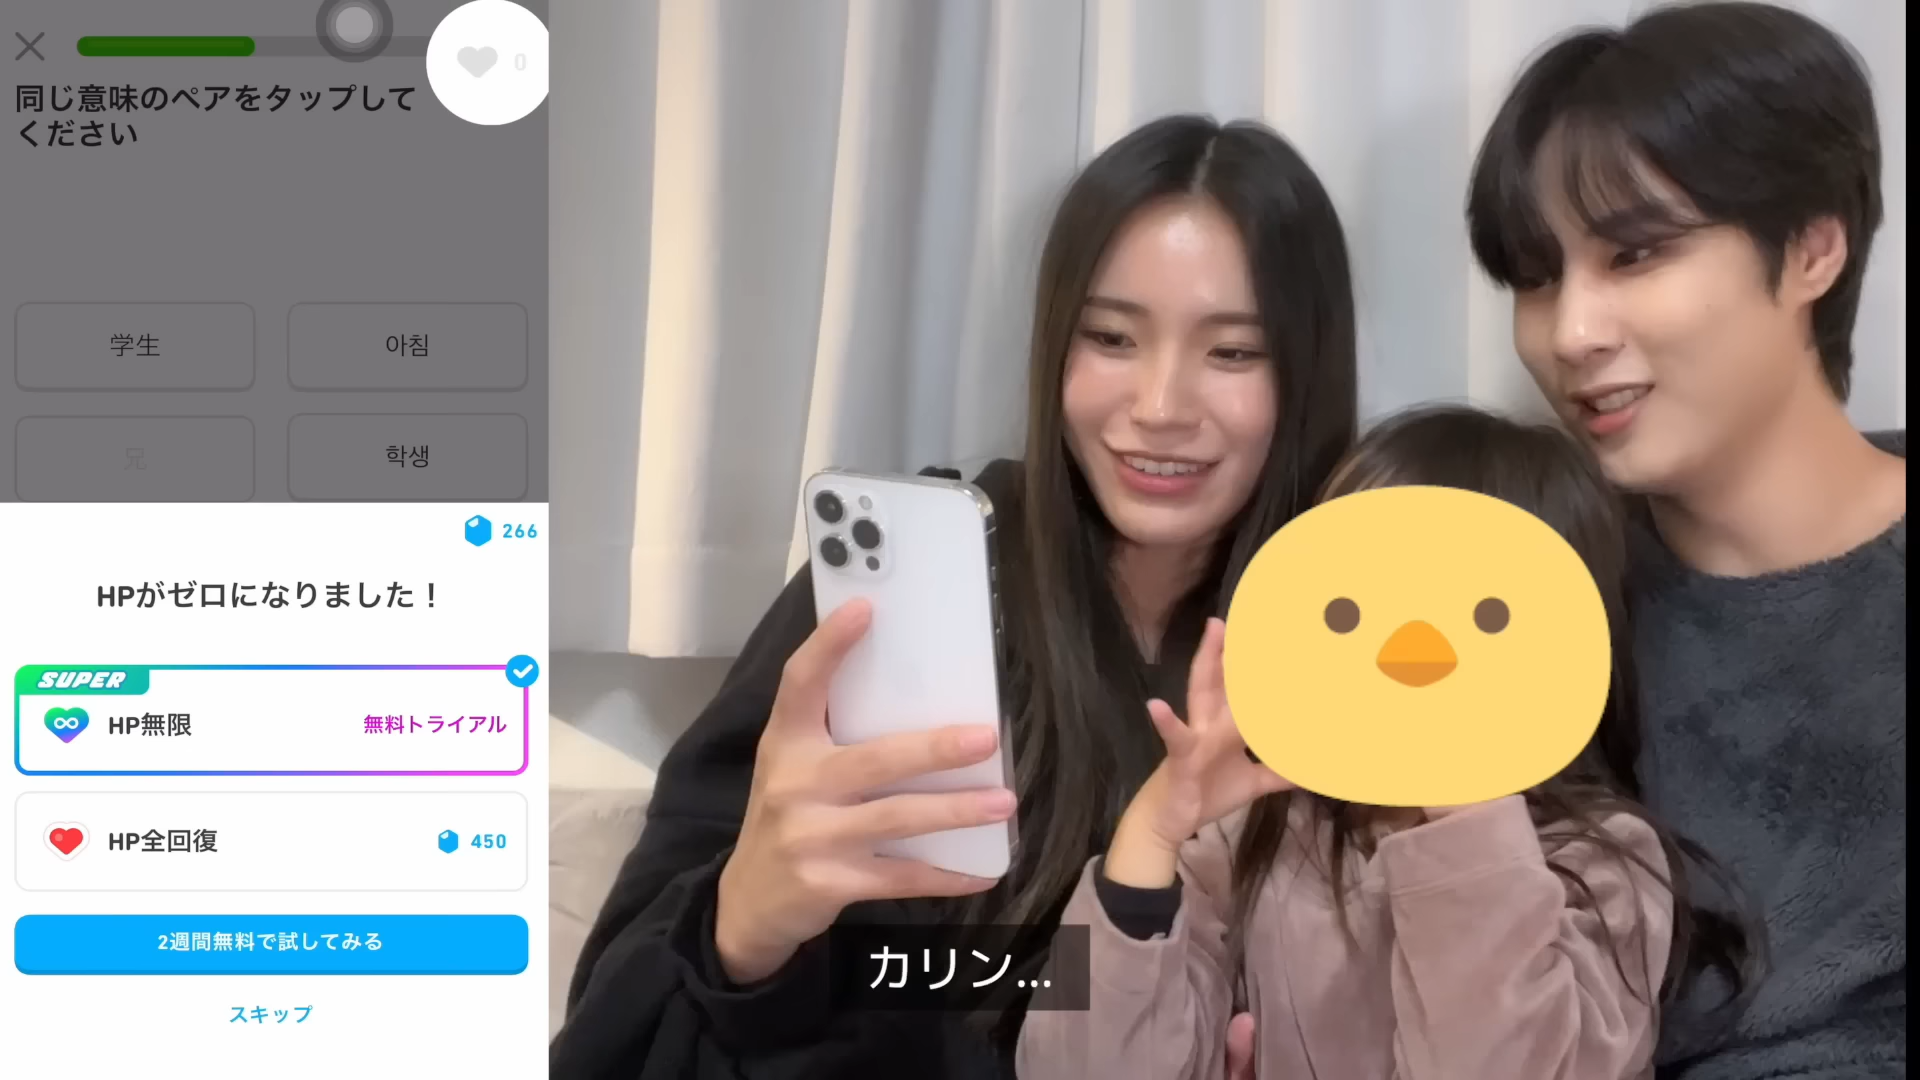 0
同じ意味のペアをタップして
ください
学生
아침
兄
학생
266
HPがゼロになりました！
SUPER
HP無限
無料トライアル
HP全回復
450
2週間無料で試してみる
スキップ
カリン...